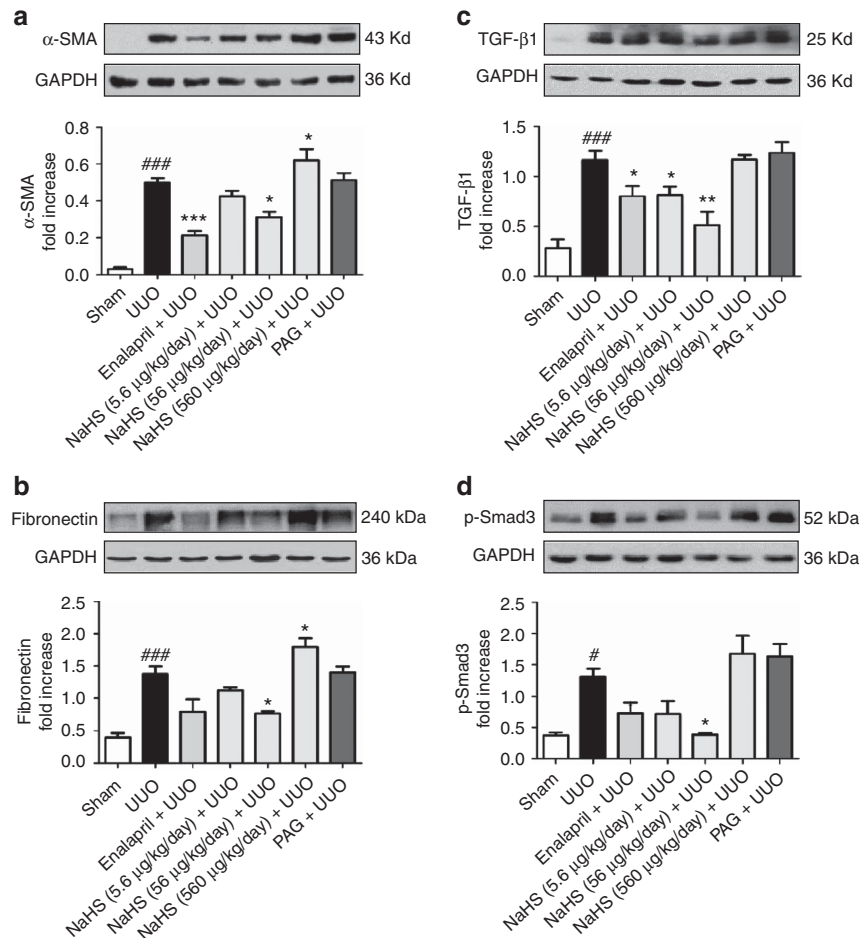 a
α-SMA
43 Kd
GAPDH
36 Kd
α-SMA
fold increase
0.8
0.6
0.4
0.2
0.0
###
***
*
*
Sham
UUO
Enalapril + UUO
NaHS (5.6 μg/kg/day) + UUO
NaHS (56 μg/kg/day) + UUO
NaHS (560 μg/kg/day) + UUO
PAG + UUO
c
TGF-β1
25 Kd
GAPDH
36 Kd
TGF-β1
fold increase
1.5
1.0
0.5
0.0
###
*
*
**
Sham
UUO
Enalapril + UUO
NaHS (5.6 μg/kg/day) + UUO
NaHS (56 μg/kg/day) + UUO
NaHS (560 μg/kg/day) + UUO
PAG + UUO
b
Fibronectin
240 kDa
GAPDH
36 kDa
Fibronectin
fold increase
2.5
2.0
1.5
1.0
0.5
0.0
###
*
*
Sham
UUO
Enalapril + UUO
NaHS (5.6 μg/kg/day) + UUO
NaHS (56 μg/kg/day) + UUO
NaHS (560 μg/kg/day) + UUO
PAG + UUO
d
p-Smad3
52 kDa
GAPDH
36 kDa
p-Smad3
fold increase
2.0
1.5
1.0
0.5
0.0
#
*
Sham
UUO
Enalapril + UUO
NaHS (5.6 μg/kg/day) + UUO
NaHS (56 μg/kg/day) + UUO
NaHS (560 μg/kg/day) + UUO
PAG + UUO